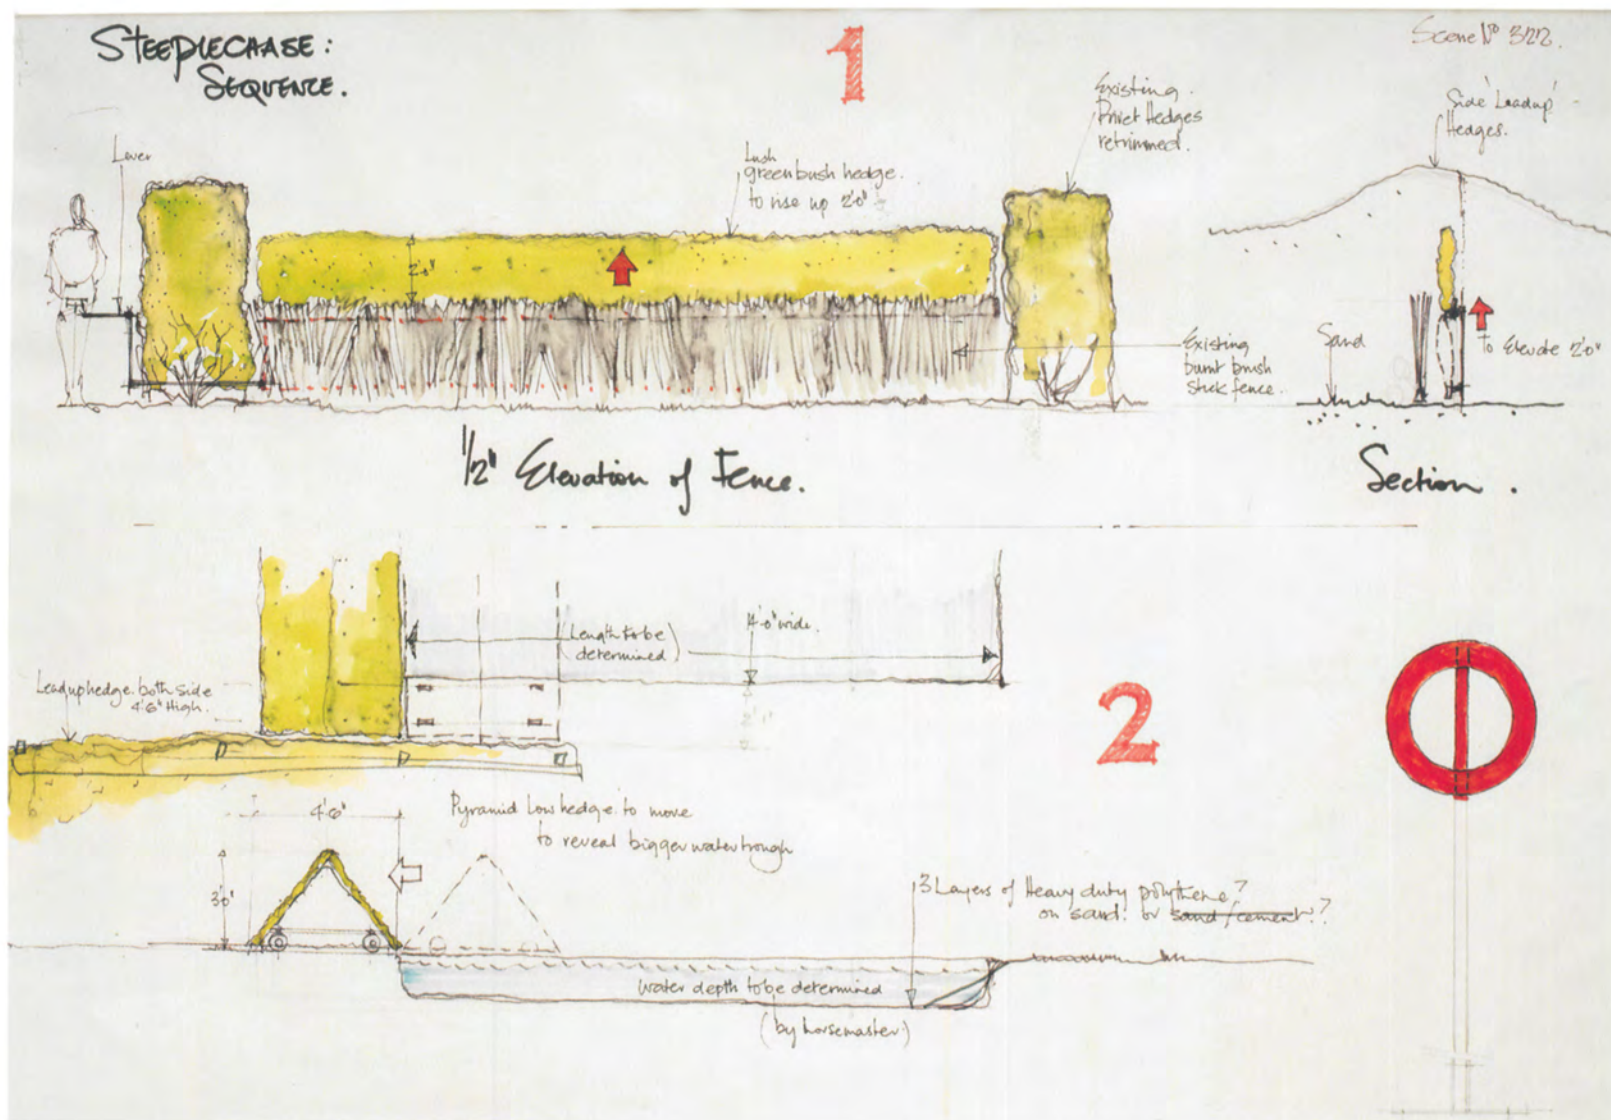 STEEPLECHASE:
SEQUENCE.
1
Scene Nº 322.
Lever
Lush
green bush hedge.
to rise up 2'0"
Existing.
Privet Hedges
retrimmed.
Side 'Leadup'
Hedges.
2'0"
Existing
burnt brush
stick fence.
Sand
To Elevate 2'0"
1/2" Elevation of Fence.
Section.
Leadup hedge both side
4'6" High.
(Length to be
determined)
14'-0" wide.
2
4'6"
Pyramid Low hedge to move
to reveal bigger water trough
3'0"
3 Layers of Heavy duty polythene?
on sand? or sand/cement?
Water depth to be determined
(by horsemaster)